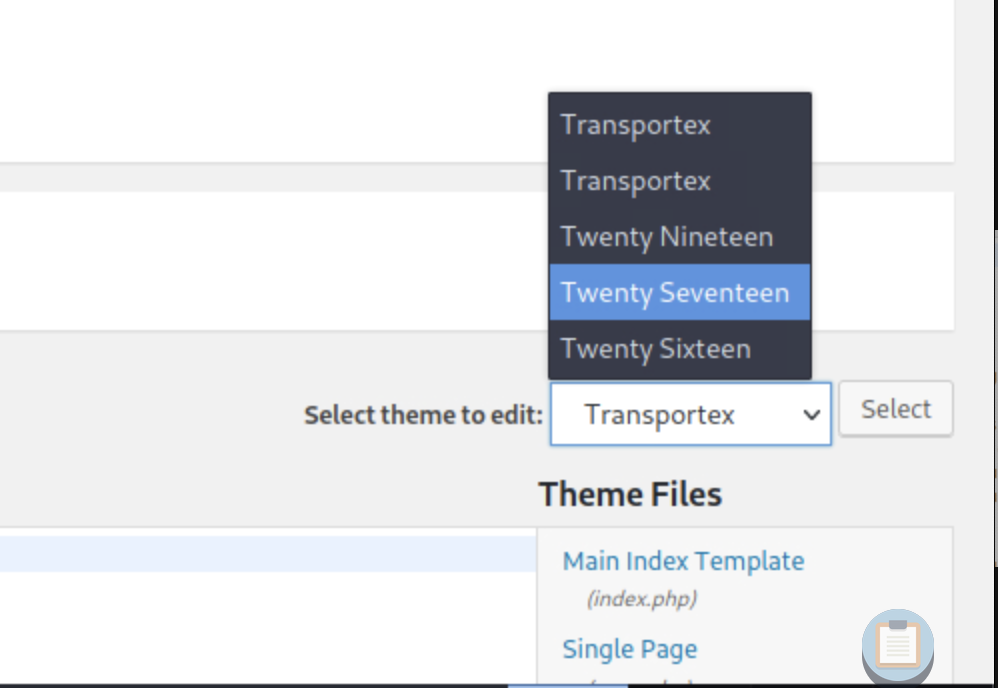 Transportex
Transportex
Twenty Nineteen
Twenty Seventeen
Twenty Sixteen
Select theme to edit: Transportex Select
Theme Files
Main Index Template
(index.php)
Single Page